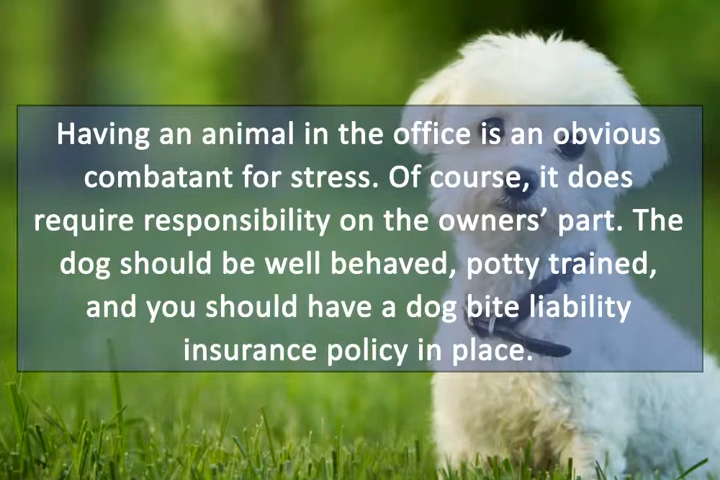 Having an animal in the office is an obvious
combatant for stress. Of course, it does
require responsibility on the owners’ part. The
dog should be well behaved, potty trained,
and you should have a dog bite liability
insurance policy in place.